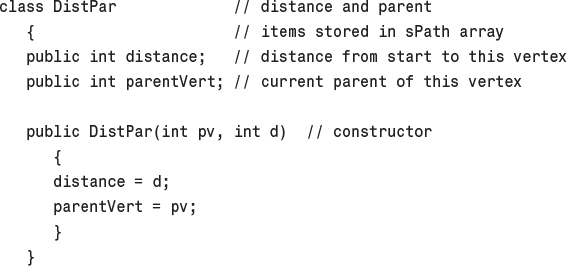 class DistPar              // distance and parent
   {                       // items stored in sPath array
   public int distance;   // distance from start to this vertex
   public int parentVert; // current parent of this vertex

   public DistPar(int pv, int d)  // constructor
      {
      distance = d;
      parentVert = pv;
      }
   }